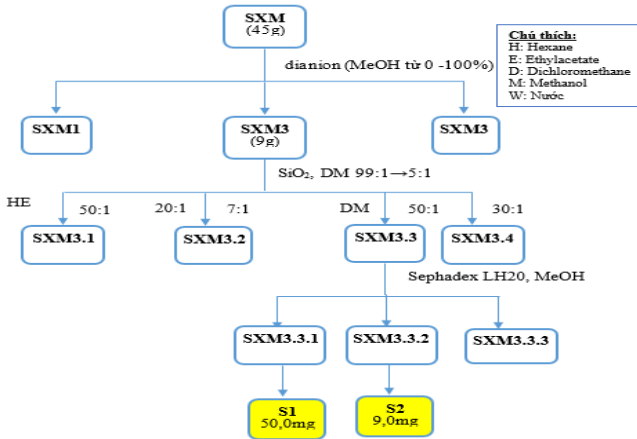 SXM
(45g)
Chú thích:
H: Hexane
E: Ethylacetate
D: Dichloromethane
M: Methanol
W: Nước
dianion (MeOH từ 0 -100%)
SXM1
SXM3
(9g)
SXM3
SiO₂, DM 99:1→5:1
HE 50:1 20:1 7:1 DM 50:1 30:1
SXM3.1 SXM3.2 SXM3.3 SXM3.4
Sephadex LH20, MeOH
SXM3.3.1 SXM3.3.2 SXM3.3.3
S1
50,0mg
S2
9,0mg